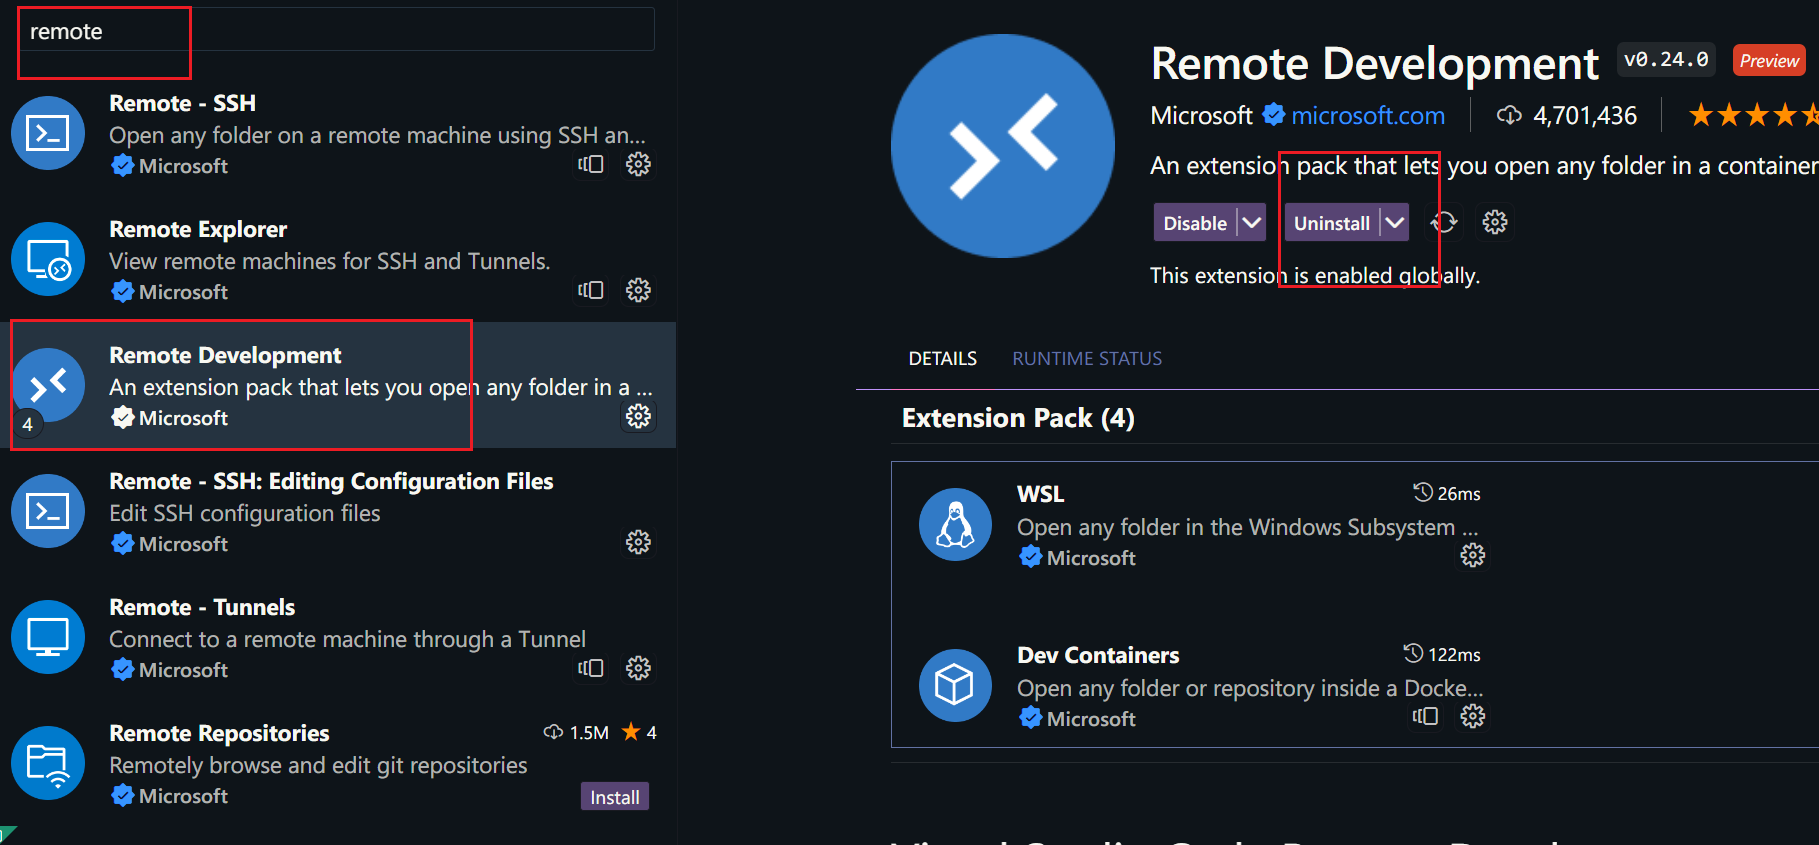 remote
Remote - SSH
Open any folder on a remote machine using SSH an...
Microsoft
Remote Explorer
View remote machines for SSH and Tunnels.
Microsoft
Remote Development
An extension pack that lets you open any folder in a ...
Microsoft
4
Remote - SSH: Editing Configuration Files
Edit SSH configuration files
Microsoft
Remote - Tunnels
Connect to a remote machine through a Tunnel
Microsoft
Remote Repositories 1.5M 4
Remotely browse and edit git repositories
Microsoft Install
Remote Development v0.24.0 Preview
Microsoft microsoft.com 4,701,436
An extension pack that lets you open any folder in a container
Disable Uninstall
This extension is enabled globally.
DETAILS RUNTIME STATUS
Extension Pack (4)
WSL 26ms
Open any folder in the Windows Subsystem ...
Microsoft
Dev Containers 122ms
Open any folder or repository inside a Docke...
Microsoft